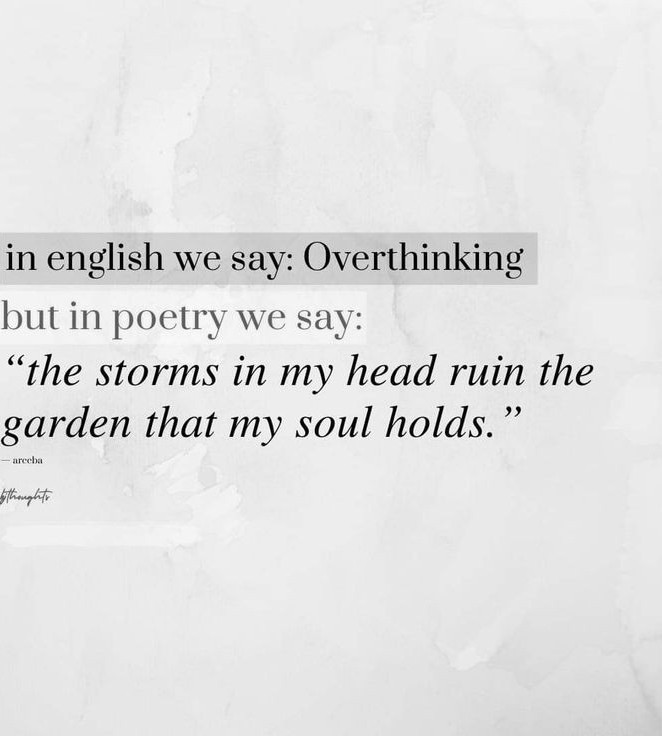 in english we say: Overthinking
but in poetry we say:
“the storms in my head ruin the
garden that my soul holds.”
— areeba